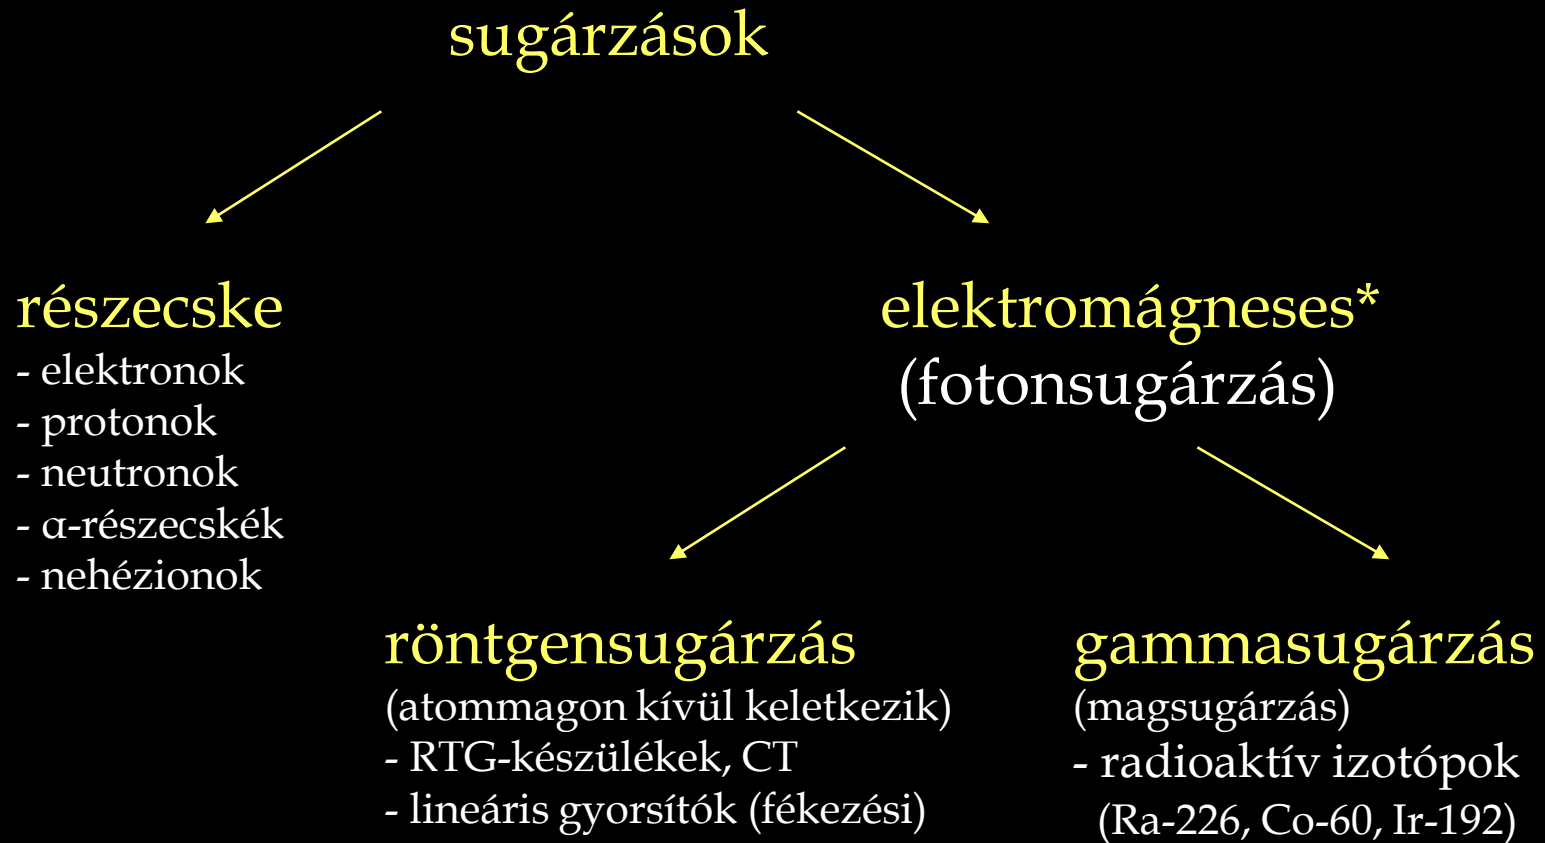 sugárzások
részecske
- elektronok
- protonok
- neutronok
- α-részecskék
- nehézionok
elektromágneses*
(fotonsugárzás)
röntgensugárzás
(atommagon kívül keletkezik)
- RTG-készülékek, CT
- lineáris gyorsítók (fékezési)
gammasugárzás
(magsugárzás)
- radioaktív izotópok
(Ra-226, Co-60, Ir-192)